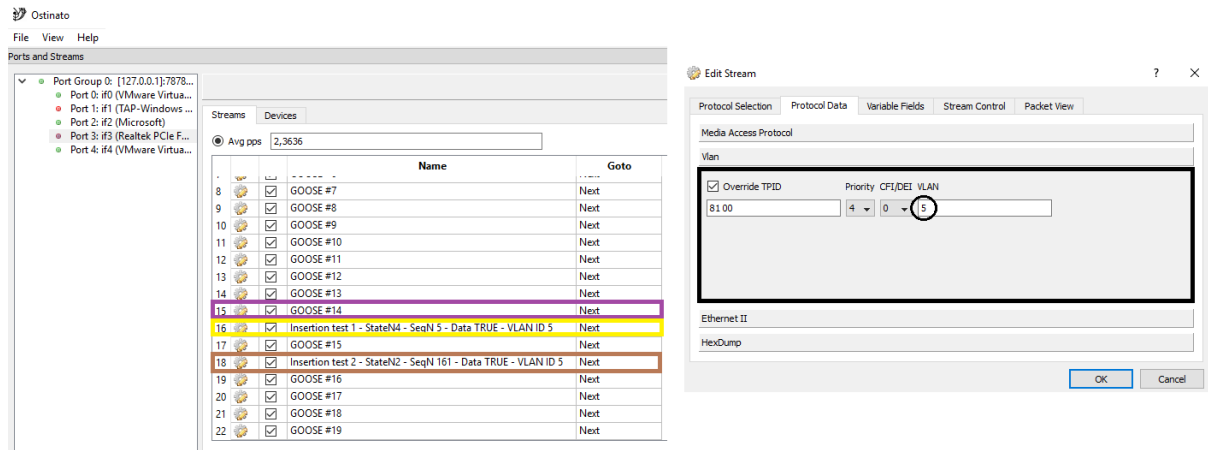 Ostinato
File View Help
Ports and Streams
Port Group 0: [127.0.0.1]:7878...
Port 0: if0 (VMware Virtua...
Port 1: if1 (TAP-Windows ...
Port 2: if2 (Microsoft)
Port 3: if3 (Realtek PCIe F...
Port 4: if4 (VMware Virtua...
Streams Devices
Avg pps 2,3636
Name Goto
8 GOOSE #7 Next
9 GOOSE #8 Next
10 GOOSE #9 Next
11 GOOSE #10 Next
12 GOOSE #11 Next
13 GOOSE #12 Next
14 GOOSE #13 Next
15 GOOSE #14 Next
16 Insertion test 1 - StateN4 - SeqN 5 - Data TRUE - VLAN ID 5 Next
17 GOOSE #15 Next
18 Insertion test 2 - StateN2 - SeqN 161 - Data TRUE - VLAN ID 5 Next
19 GOOSE #16 Next
20 GOOSE #17 Next
21 GOOSE #18 Next
22 GOOSE #19 Next
Edit Stream ?
Protocol Selection Protocol Data Variable Fields Stream Control Packet View
Media Access Protocol
Vlan
Override TPID Priority CFI/DEI VLAN
81 00 4 0 5
Ethernet II
HexDump
OK Cancel